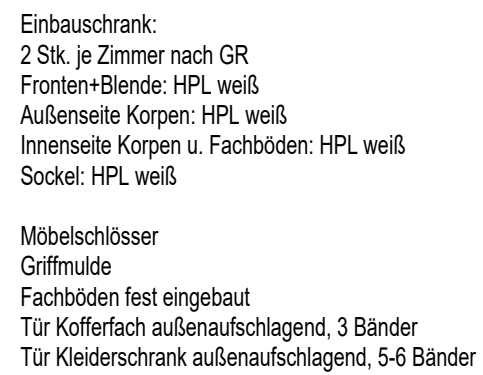 Einbauschrank:
2 Stk. je Zimmer nach GR
Fronten+Blende: HPL weiß
Außenseite Korpen: HPL weiß
Innenseite Korpen u. Fachböden: HPL weiß
Sockel: HPL weiß

Möbelschlösser
Griffmulde
Fachböden fest eingebaut
Tür Kofferfach außenaufschlagend, 3 Bänder
Tür Kleiderschrank außenaufschlagend, 5-6 Bänder